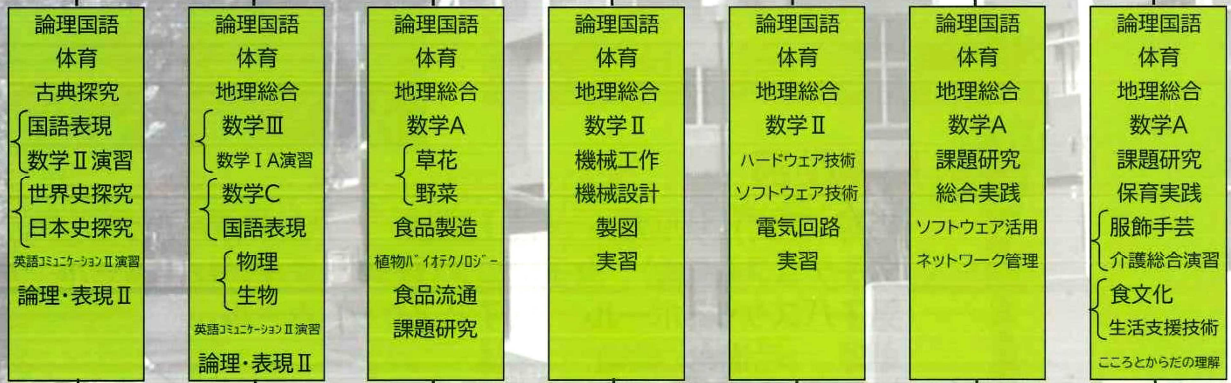 論理国語
体育
古典探究
国語表現
数学Ⅱ演習
世界史探究
日本史探究
英語ｺﾐｭﾆｹｰｼｮﾝⅡ演習
論理・表現Ⅱ
論理国語
体育
地理総合
数学Ⅲ
数学ⅠA演習
数学C
国語表現
物理
生物
英語ｺﾐｭﾆｹｰｼｮﾝⅡ演習
論理・表現Ⅱ
論理国語
体育
地理総合
数学A
草花
野菜
食品製造
植物ﾊﾞｲｵﾃｸﾉﾛｼﾞｰ
食品流通
課題研究
論理国語
体育
地理総合
数学Ⅱ
機械工作
機械設計
製図
実習
論理国語
体育
地理総合
数学Ⅱ
ハードウェア技術
ソフトウェア技術
電気回路
実習
論理国語
体育
地理総合
数学A
課題研究
総合実践
ソフトウェア活用
ネットワーク管理
論理国語
体育
地理総合
数学A
課題研究
保育実践
服飾手芸
介護総合演習
食文化
生活支援技術
こころとからだの理解